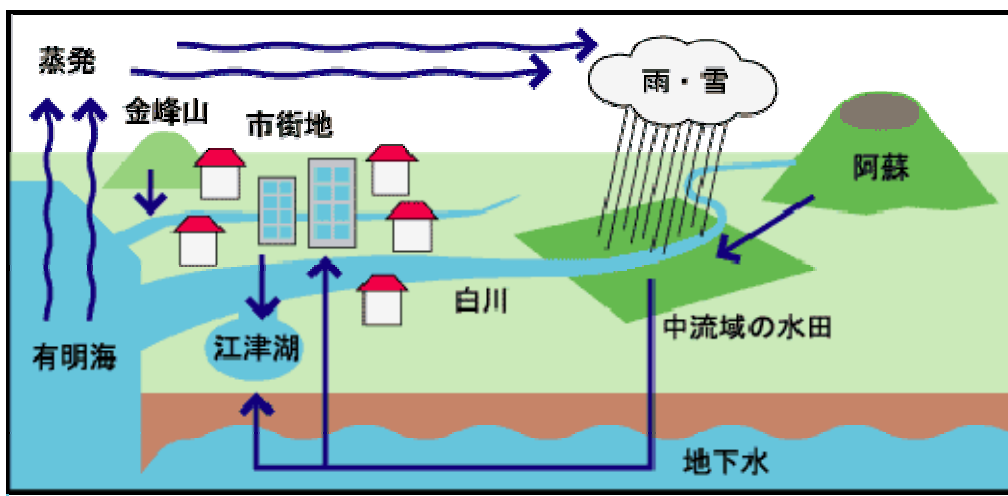 蒸発
雨・雪
金峰山
市街地
阿蘇
白川
中流域の水田
江津湖
有明海
地下水